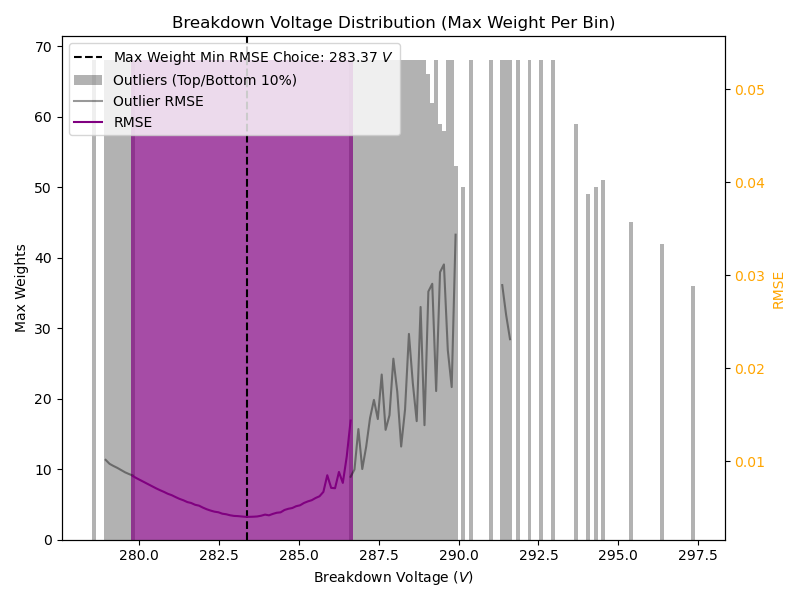 Breakdown Voltage Distribution (Max Weight Per Bin)
Max Weight Min RMSE Choice: 283.37 V
Outliers (Top/Bottom 10%)
Outlier RMSE
RMSE
70
60
50
40
30
20
10
0
Max Weights
0.05
0.04
0.03
0.02
0.01
RMSE
280.0 282.5 285.0 287.5 290.0 292.5 295.0 297.5
Breakdown Voltage (V)